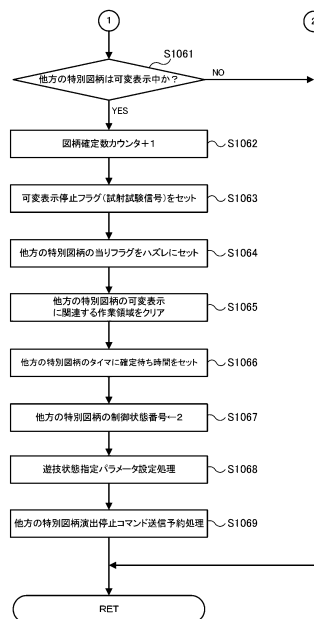 1
2
S1061
他方の特別図柄は可変表示中か?
NO
YES
図柄確定数カウンタ+1
S1062
可変表示停止フラグ(試射試験信号)をセット
S1063
他方の特別図柄の当りフラグをハズレにセット
S1064
他方の特別図柄の可変表示
に関連する作業領域をクリア
S1065
他方の特別図柄のタイマに確定待ち時間をセット
S1066
他方の特別図柄の制御状態番号←2
S1067
遊技状態指定パラメータ設定処理
S1068
他方の特別図柄演出停止コマンド送信予約処理
S1069
RET